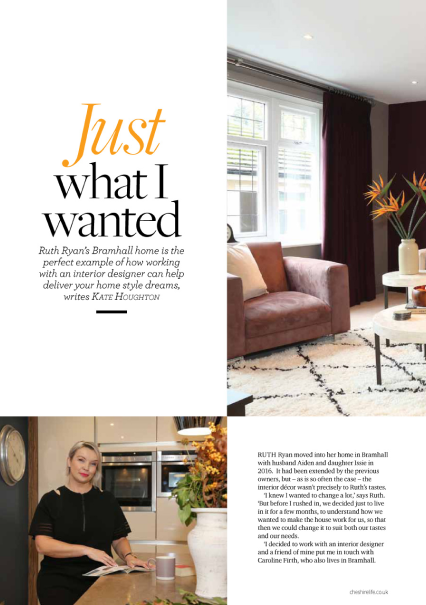 Just
what I
wanted
Ruth Ryan's Bramhall home is the
perfect example of how working
with an interior designer can help
deliver your home style dreams,
writes KATE HOUGHTON
RUTH Ryan moved into her home in Bramhall
with husband Aiden and daughter Issie in
2016. It had been extended by the previous
owners, but – as is so often the case – the
interior décor wasn't precisely to Ruth's tastes.
'I knew I wanted to change a lot,' says Ruth.
'But before I rushed in, we decided just to live
in it for a few months, to understand how we
wanted to make the house work for us, so that
then we could change it to suit both our tastes
and our needs.
'I decided to work with an interior designer
and a friend of mine put me in touch with
Caroline Firth, who also lives in Bramhall.
cheshirelife.co.uk